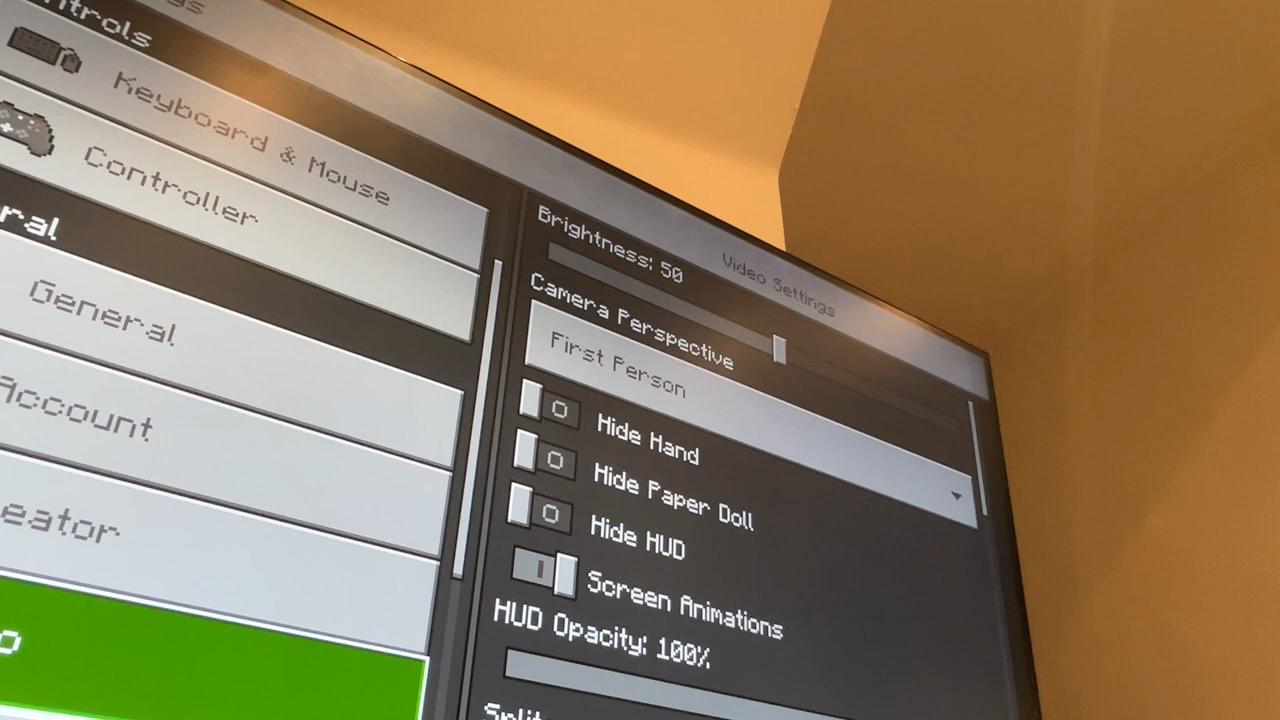 Keyboard & Mouse
Controller
General
Account
Video Settings
Brightness: 50
Camera Perspective
First Person
Hide Hand
Hide Paper Doll
Hide HUD
Screen Animations
HUD Opacity: 100%